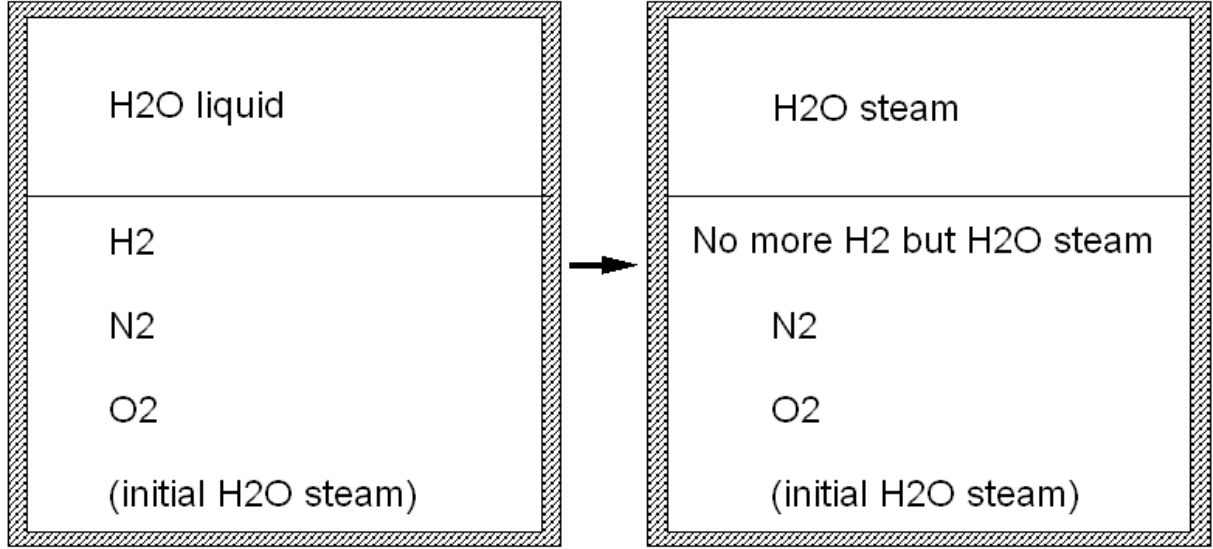 H2O liquid
H2
N2
O2
(initial H2O steam)
H2O steam
No more H2 but H2O steam
N2
O2
(initial H2O steam)